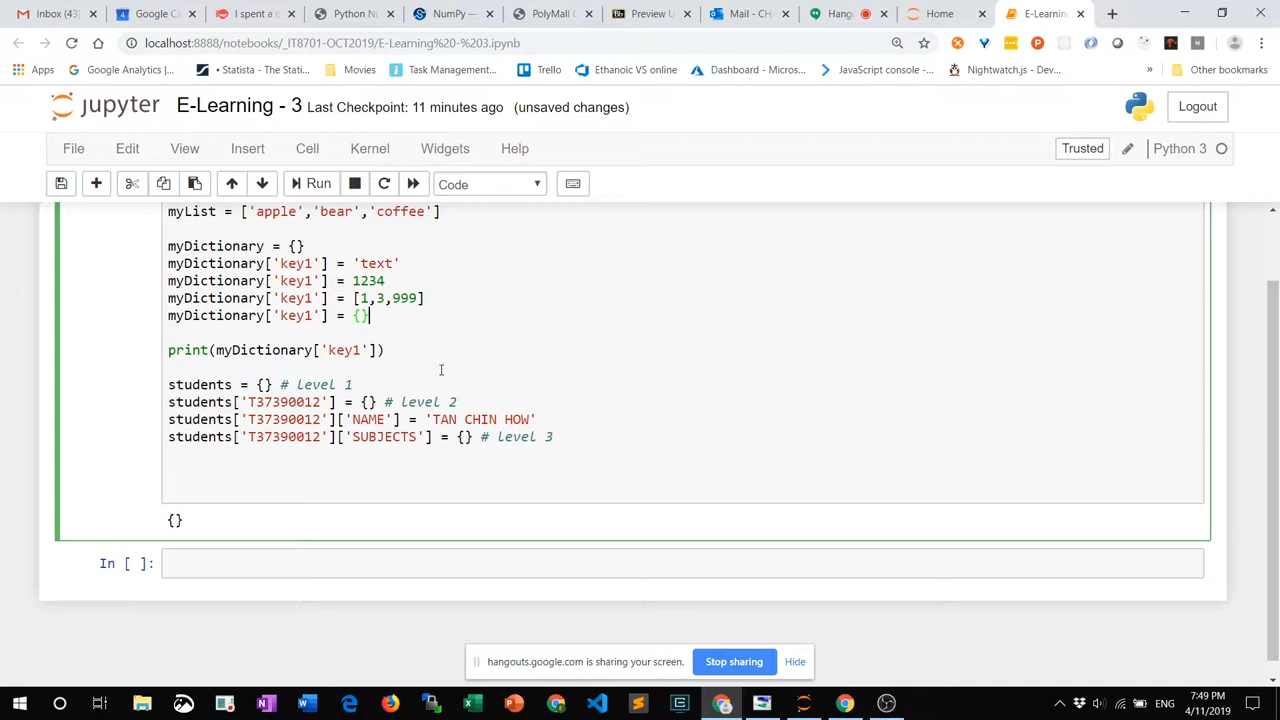 Inbox (43)
Google Ca
I spent a c
Python Nu
NumPy —
PolyMall C
Preview U
Mail - CH
Hang
Home
E-Learning
localhost:8888/notebooks/_IT8701-OCT2019/E-Learning%20-%203.ipynb
Apps
Google Analytics |...
• Statista - The Stati...
Movies
Task Management...
Trello
Ethanoic VS online
Dashboard - Micros...
JavaScript console -...
Nightwatch.js - Dev...
»
Other bookmarks
jupyter E-Learning - 3 Last Checkpoint: 11 minutes ago (unsaved changes)
Logout
File Edit View Insert Cell Kernel Widgets Help
Trusted
Python 3
Run
Code
myList = ['apple','bear','coffee']
myDictionary = {}
myDictionary['key1'] = 'text'
myDictionary['key1'] = 1234
myDictionary['key1'] = [1,3,999]
myDictionary['key1'] = {}
print(myDictionary['key1'])
students = {} # level 1
students['T37390012'] = {} # level 2
students['T37390012']['NAME'] = 'TAN CHIN HOW'
students['T37390012']['SUBJECTS'] = {} # level 3
{}
In [ ]:
hangouts.google.com is sharing your screen.
Stop sharing
Hide
ENG
7:49 PM
4/11/2019